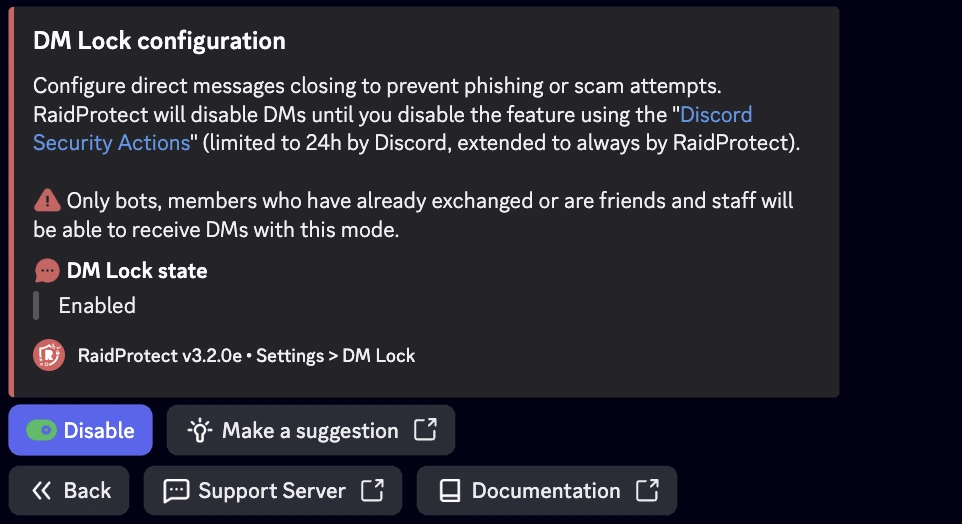 DM Lock configuration
Configure direct messages closing to prevent phishing or scam attempts.
RaidProtect will disable DMs until you disable the feature using the "Discord
Security Actions" (limited to 24h by Discord, extended to always by RaidProtect).
Only bots, members who have already exchanged or are friends and staff will
be able to receive DMs with this mode.
DM Lock state
Enabled
RaidProtect v3.2.0e • Settings > DM Lock
Disable
Make a suggestion
Back
Support Server
Documentation